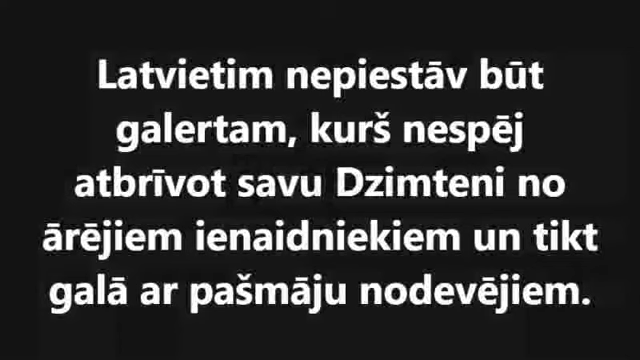 Latvietim nepiestāv būt
galertam, kurš nespēj
atbrīvot savu Dzimteni no
ārējiem ienaidniekiem un tikt
galā ar pašmāju nodevējiem.